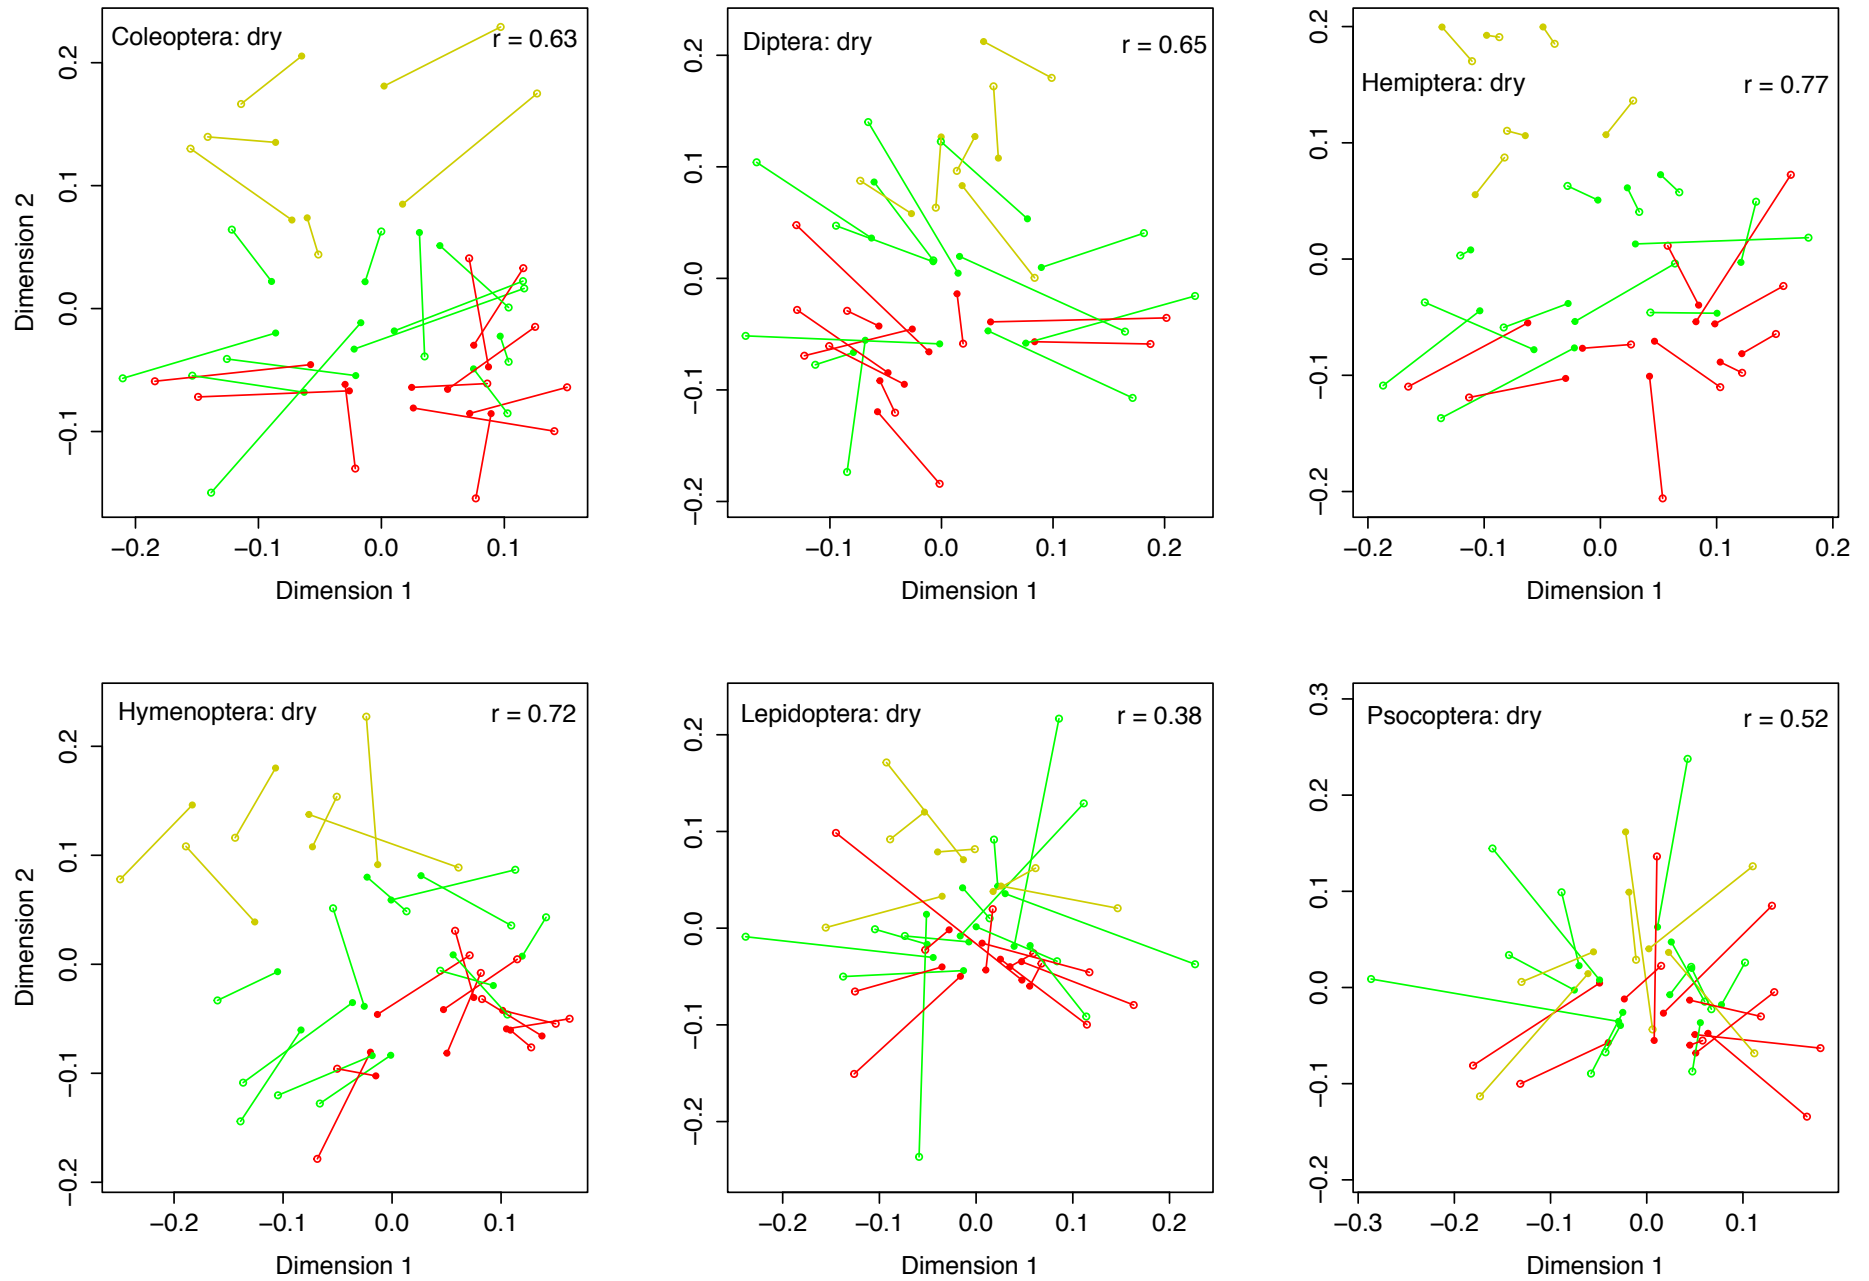 Coleoptera: dry
r = 0.63
Dimension 2
0.2
0.1
0.0
−0.1
−0.2
−0.1
0.0
0.1
Dimension 1
Diptera: dry
r = 0.65
0.2
0.1
0.0
−0.1
−0.2
−0.1
0.0
0.1
0.2
Dimension 1
Hemiptera: dry
r = 0.77
0.2
0.1
0.0
−0.1
−0.2
−0.2
−0.1
0.0
0.1
0.2
Dimension 1
Hymenoptera: dry
r = 0.72
Dimension 2
0.2
0.1
0.0
−0.1
−0.2
−0.2
−0.1
0.0
0.1
Dimension 1
Lepidoptera: dry
r = 0.38
0.2
0.1
0.0
−0.1
−0.2
−0.2
−0.1
0.0
0.1
0.2
Dimension 1
Psocoptera: dry
r = 0.52
0.3
0.2
0.1
0.0
−0.1
−0.2
−0.3
−0.1
0.0
0.1
Dimension 1